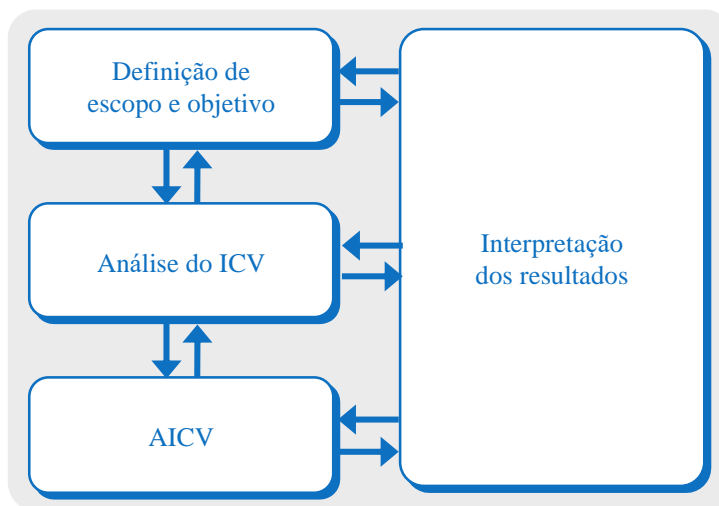 Definição de
escopo e objetivo
Análise do ICV
AICV
Interpretação
dos resultados